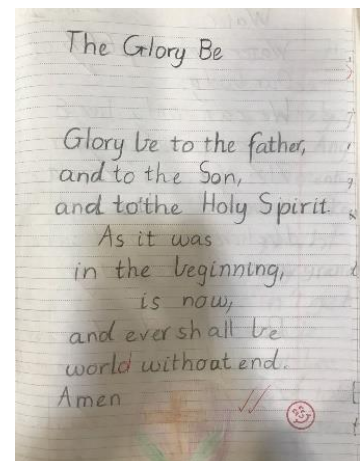 The Glory Be
Glory be to the father,
and to the Son,
and to the Holy Spirit.
As it was
in the beginning,
is now,
and ever shall be
world without end.
Amen